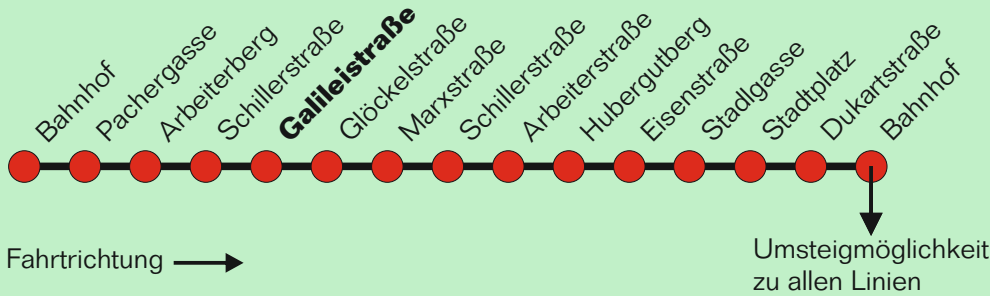 Bahnhof
Pachergasse
Arbeiterberg
Schillerstraße
Galileistraße
Glöckelstraße
Marxstraße
Schillerstraße
Arbeiterstraße
Hubergutberg
Eisenstraße
Stadlgasse
Stadtplatz
Dukartstraße
Bahnhof
Fahrtrichtung
Umsteigmöglichkeit
zu allen Linien